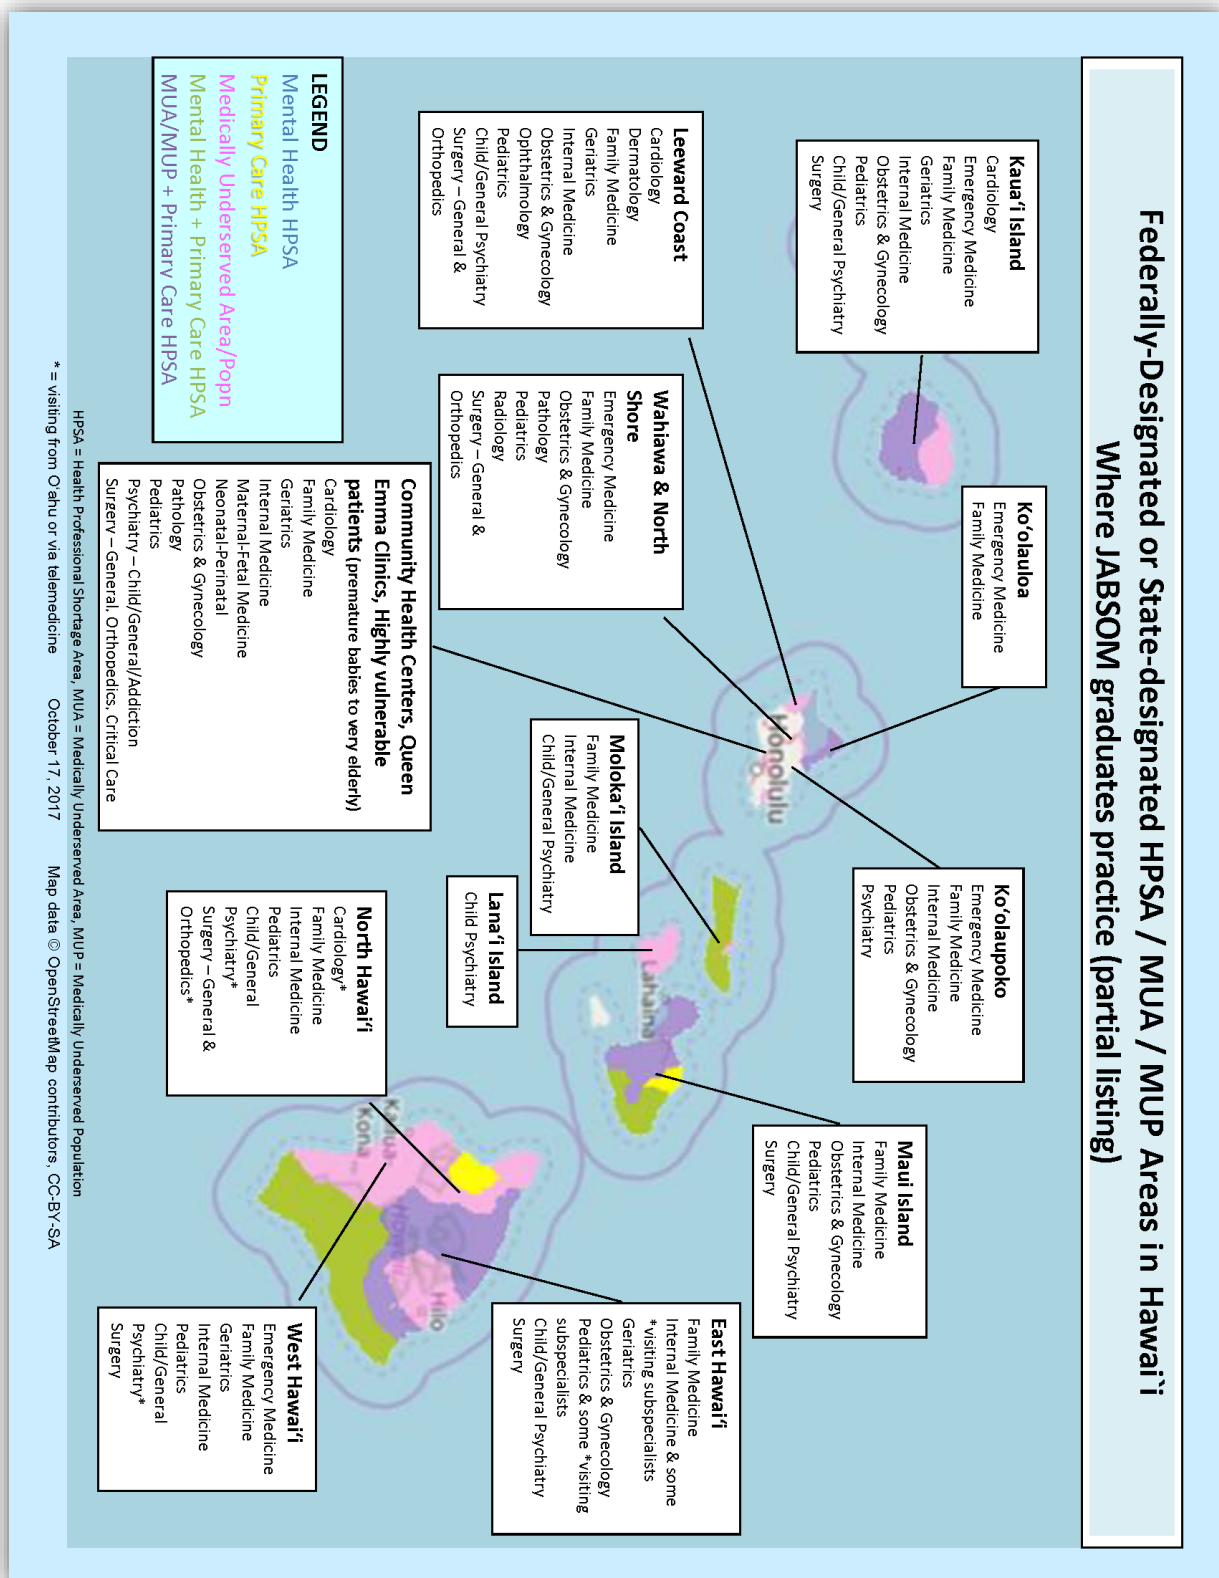 Federally-Designated or State-designated HPSA / MUA / MUP Areas in Hawai`i
Where JABSOM graduates practice (partial listing)
Kaua‘i Island
Cardiology
Emergency Medicine
Family Medicine
Geriatrics
Internal Medicine
Obstetrics & Gynecology
Pediatrics
Child/General Psychiatry
Surgery
Ko‘olauloa
Emergency Medicine
Family Medicine
Ko‘olaupoko
Emergency Medicine
Family Medicine
Internal Medicine
Obstetrics & Gynecology
Pediatrics
Psychiatry
Maui Island
Family Medicine
Internal Medicine
Obstetrics & Gynecology
Pediatrics
Child/General Psychiatry
Surgery
Leeward Coast
Cardiology
Dermatology
Family Medicine
Geriatrics
Internal Medicine
Obstetrics & Gynecology
Ophthalmology
Pediatrics
Child/General Psychiatry
Surgery – General &
Orthopedics
Wahiawa & North
Shore
Emergency Medicine
Family Medicine
Obstetrics & Gynecology
Pathology
Pediatrics
Radiology
Surgery – General &
Orthopedics
Honolulu
Moloka‘i Island
Family Medicine
Internal Medicine
Child/General Psychiatry
Lahaina
Lana‘i Island
Child Psychiatry
East Hawai‘i
Family Medicine
Internal Medicine & some
*visiting subspecialists
Geriatrics
Obstetrics & Gynecology
Pediatrics & some *visiting
subspecialists
Child/General Psychiatry
Surgery
Hilo
Kailua
Kona
LEGEND
Mental Health HPSA
Primary Care HPSA
Medically Underserved Area/Popn
Mental Health + Primary Care HPSA
MUA/MUP + Primary Care HPSA
Community Health Centers, Queen
Emma Clinics, Highly vulnerable
patients (premature babies to very elderly)
Cardiology
Family Medicine
Geriatrics
Internal Medicine
Maternal-Fetal Medicine
Neonatal-Perinatal
Obstetrics & Gynecology
Pathology
Pediatrics
Psychiatry – Child/General/Addiction
Surgery – General, Orthopedics, Critical Care
North Hawai‘i
Cardiology*
Family Medicine
Internal Medicine
Pediatrics
Child/General
Psychiatry*
Surgery – General &
Orthopedics*
West Hawai‘i
Emergency Medicine
Family Medicine
Geriatrics
Internal Medicine
Pediatrics
Child/General
Psychiatry*
Surgery
HPSA = Health Professional Shortage Area, MUA = Medically Underserved Area, MUP = Medically Underserved Population
* = visiting from O‘ahu or via telemedicine October 17, 2017 Map data © OpenStreetMap contributors, CC-BY-SA